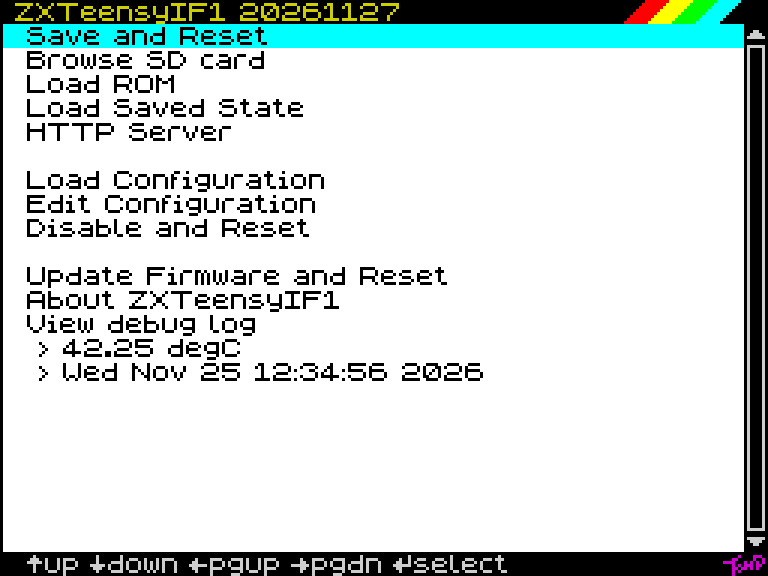 ZXTeensyIF1 20261127
Save and Reset
Browse SD card
Load ROM
Load Saved State
HTTP Server
Load Configuration
Edit Configuration
Disable and Reset
Update Firmware and Reset
About ZXTeensyIF1
View debug log
> 42.25 degC
> Wed Nov 25 12:34:56 2026
↑up ↓down ←pgup →pgdn ↵select